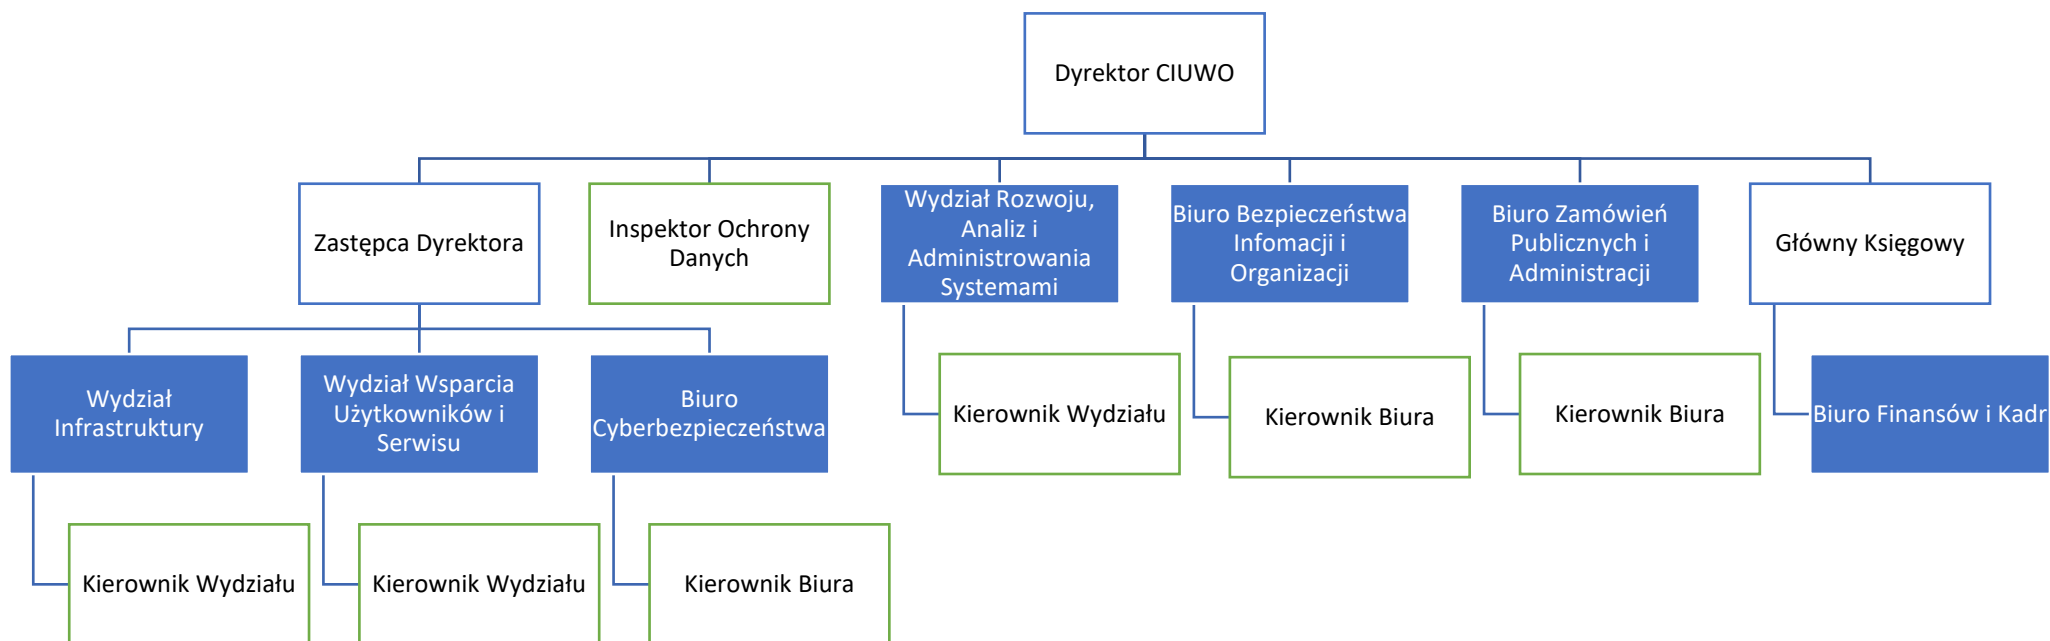 Dyrektor CIUWO
Zastępca Dyrektora
Inspektor Ochrony
Danych
Wydział Rozwoju,
Analiz i
Administrowania
Systemami
Biuro Bezpieczeństwa
Infomacji i
Organizacji
Biuro Zamówień
Publicznych i
Administracji
Główny Księgowy
Wydział
Infrastruktury
Wydział Wsparcia
Użytkowników i
Serwisu
Biuro
Cyberbezpieczeństwa
Kierownik Wydziału
Kierownik Biura
Kierownik Biura
Biuro Finansów i Kadr
Kierownik Wydziału
Kierownik Wydziału
Kierownik Biura